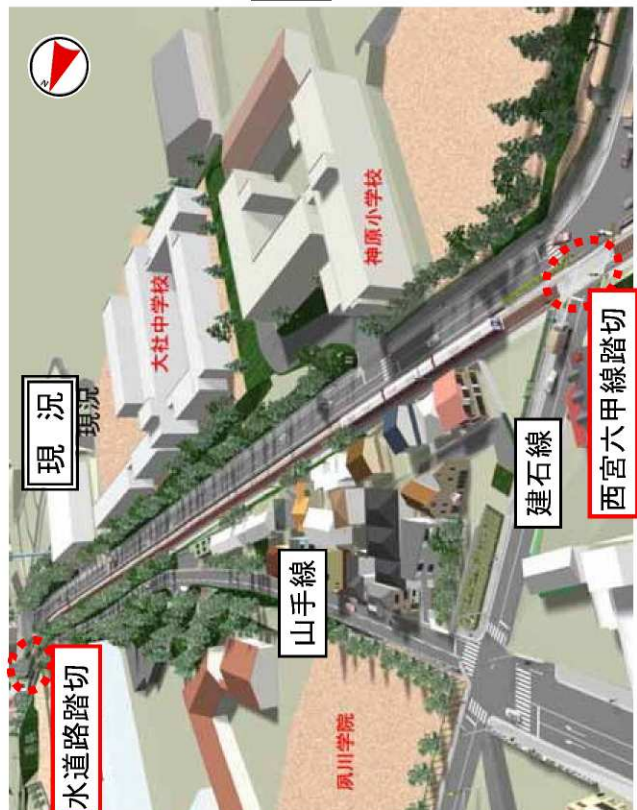 現況
現況
大社中学校
神原小学校
水道路踏切
山手線
建石線
西宮六甲線踏切
夙川学院
N